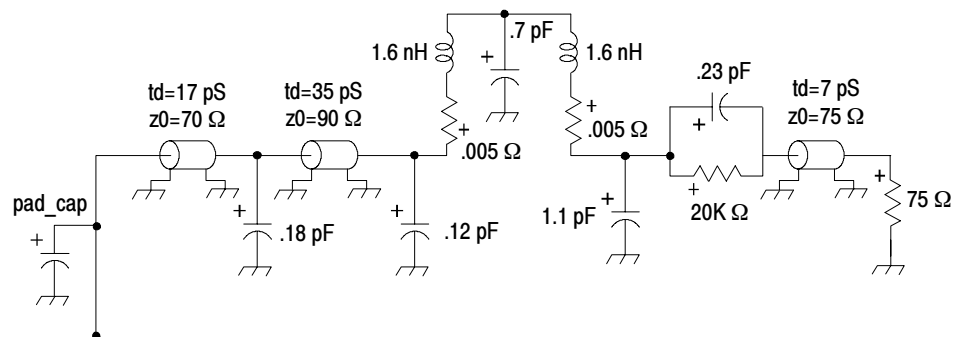 1.6 nH
.7 pF
1.6 nH
.23 pF
td=17 pS
z0=70 Ω
td=35 pS
z0=90 Ω
td=7 pS
z0=75 Ω
.005 Ω
.005 Ω
pad_cap
.18 pF
.12 pF
1.1 pF
20K Ω
75 Ω